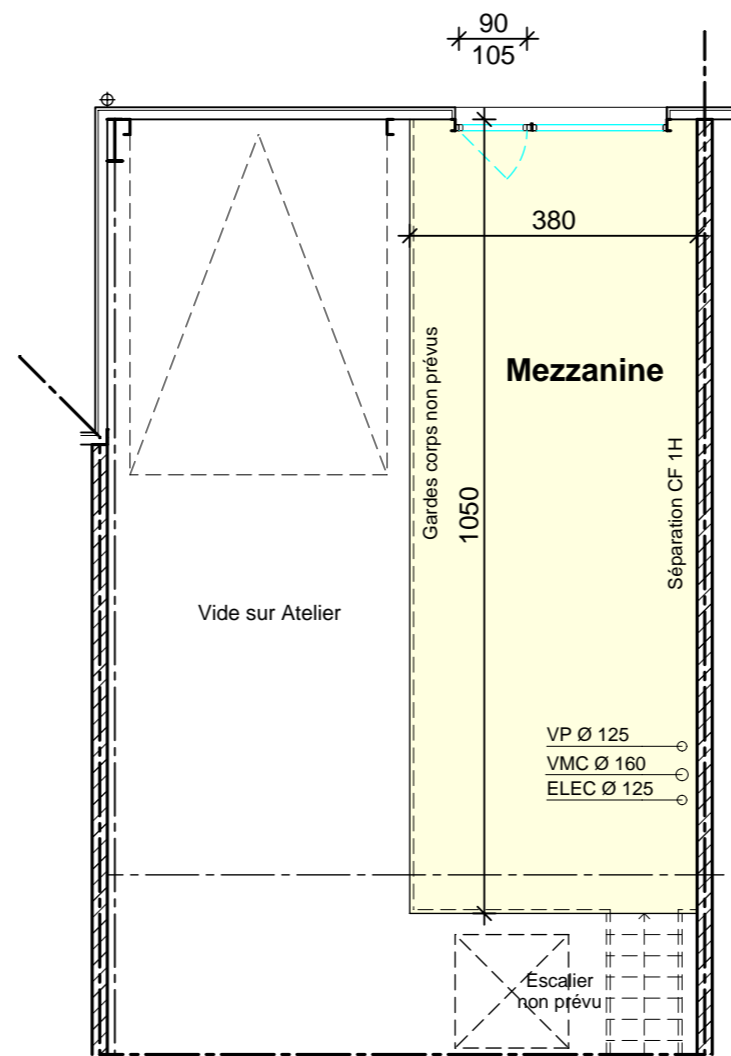 90
105
380
Mezzanine
Gardes corps non prévus
1050
Séparation CF 1H
Vide sur Atelier
VP Ø 125
VMC Ø 160
ELEC Ø 125
Escalier
non prévu